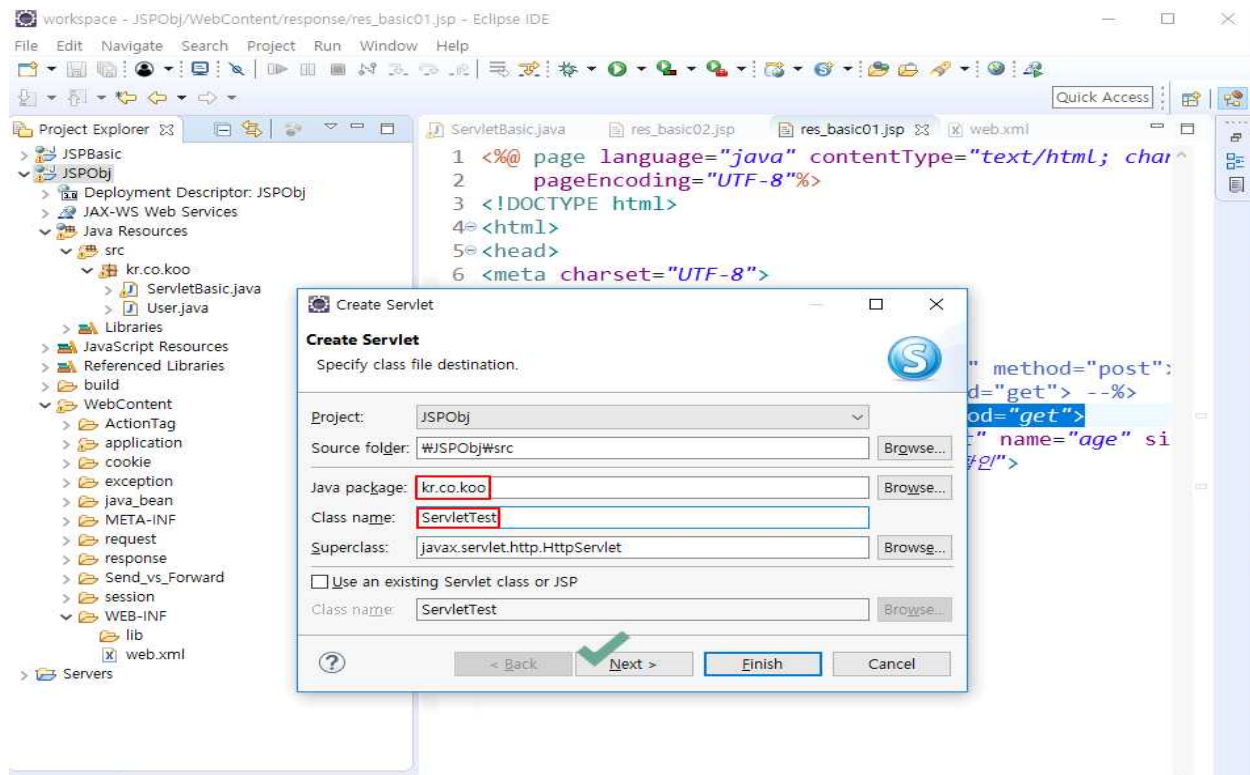 workspace - JSPObj/WebContent/response/res_basic01.jsp - Eclipse IDE
File Edit Navigate Search Project Run Window Help
Quick Access
Project Explorer
JSPBasic
JSPObj
Deployment Descriptor: JSPObj
JAX-WS Web Services
Java Resources
src
kr.co.koo
ServletBasic.java
User.java
Libraries
JavaScript Resources
Referenced Libraries
build
WebContent
ActionTag
application
cookie
exception
java_bean
META-INF
request
response
Send_vs_Forward
session
WEB-INF
lib
web.xml
Servers
ServletBasic.java res_basic02.jsp res_basic01.jsp web.xml
1 <%@ page language="java" contentType="text/html; char
2 pageEncoding="UTF-8"%>
3 <!DOCTYPE html>
4 <html>
5 <head>
6 <meta charset="UTF-8">
" method="post">
d="get"> --%>
od="get">
" name="age" si
인">
Create Servlet
Create Servlet
Specify class file destination.
Project: JSPObj
Source folder: ₩JSPObj₩src Browse...
Java package: kr.co.koo Browse...
Class name: ServletTest
Superclass: javax.servlet.http.HttpServlet Browse...
Use an existing Servlet class or JSP
Class name: ServletTest Browse...
? < Back Next > Finish Cancel